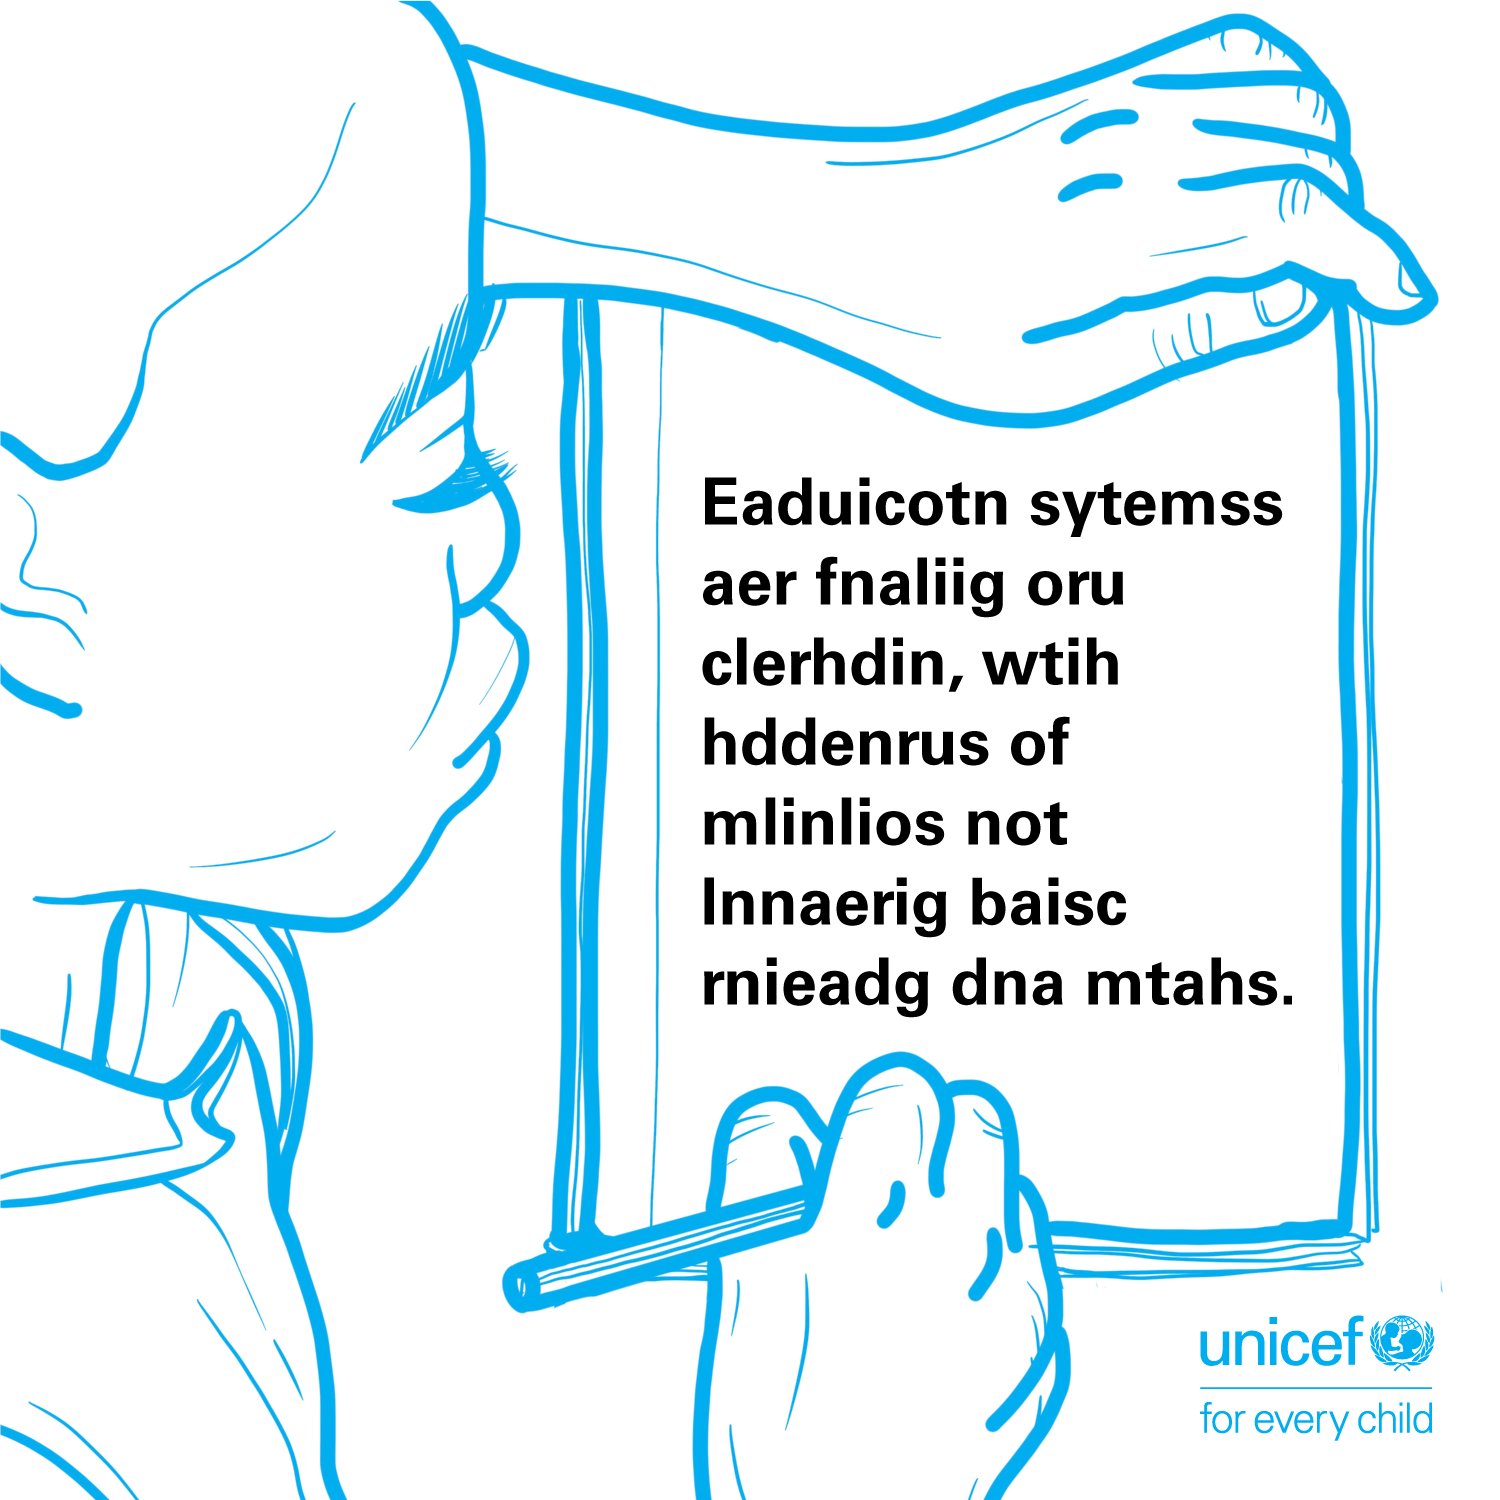 Eaduicotn sytemss
aer fnaliig oru
clerhdin, wtih
hddenrus of
mlinlios not
lnnaerig baisc
rnieadg dna mtahs.
unicef
for every child